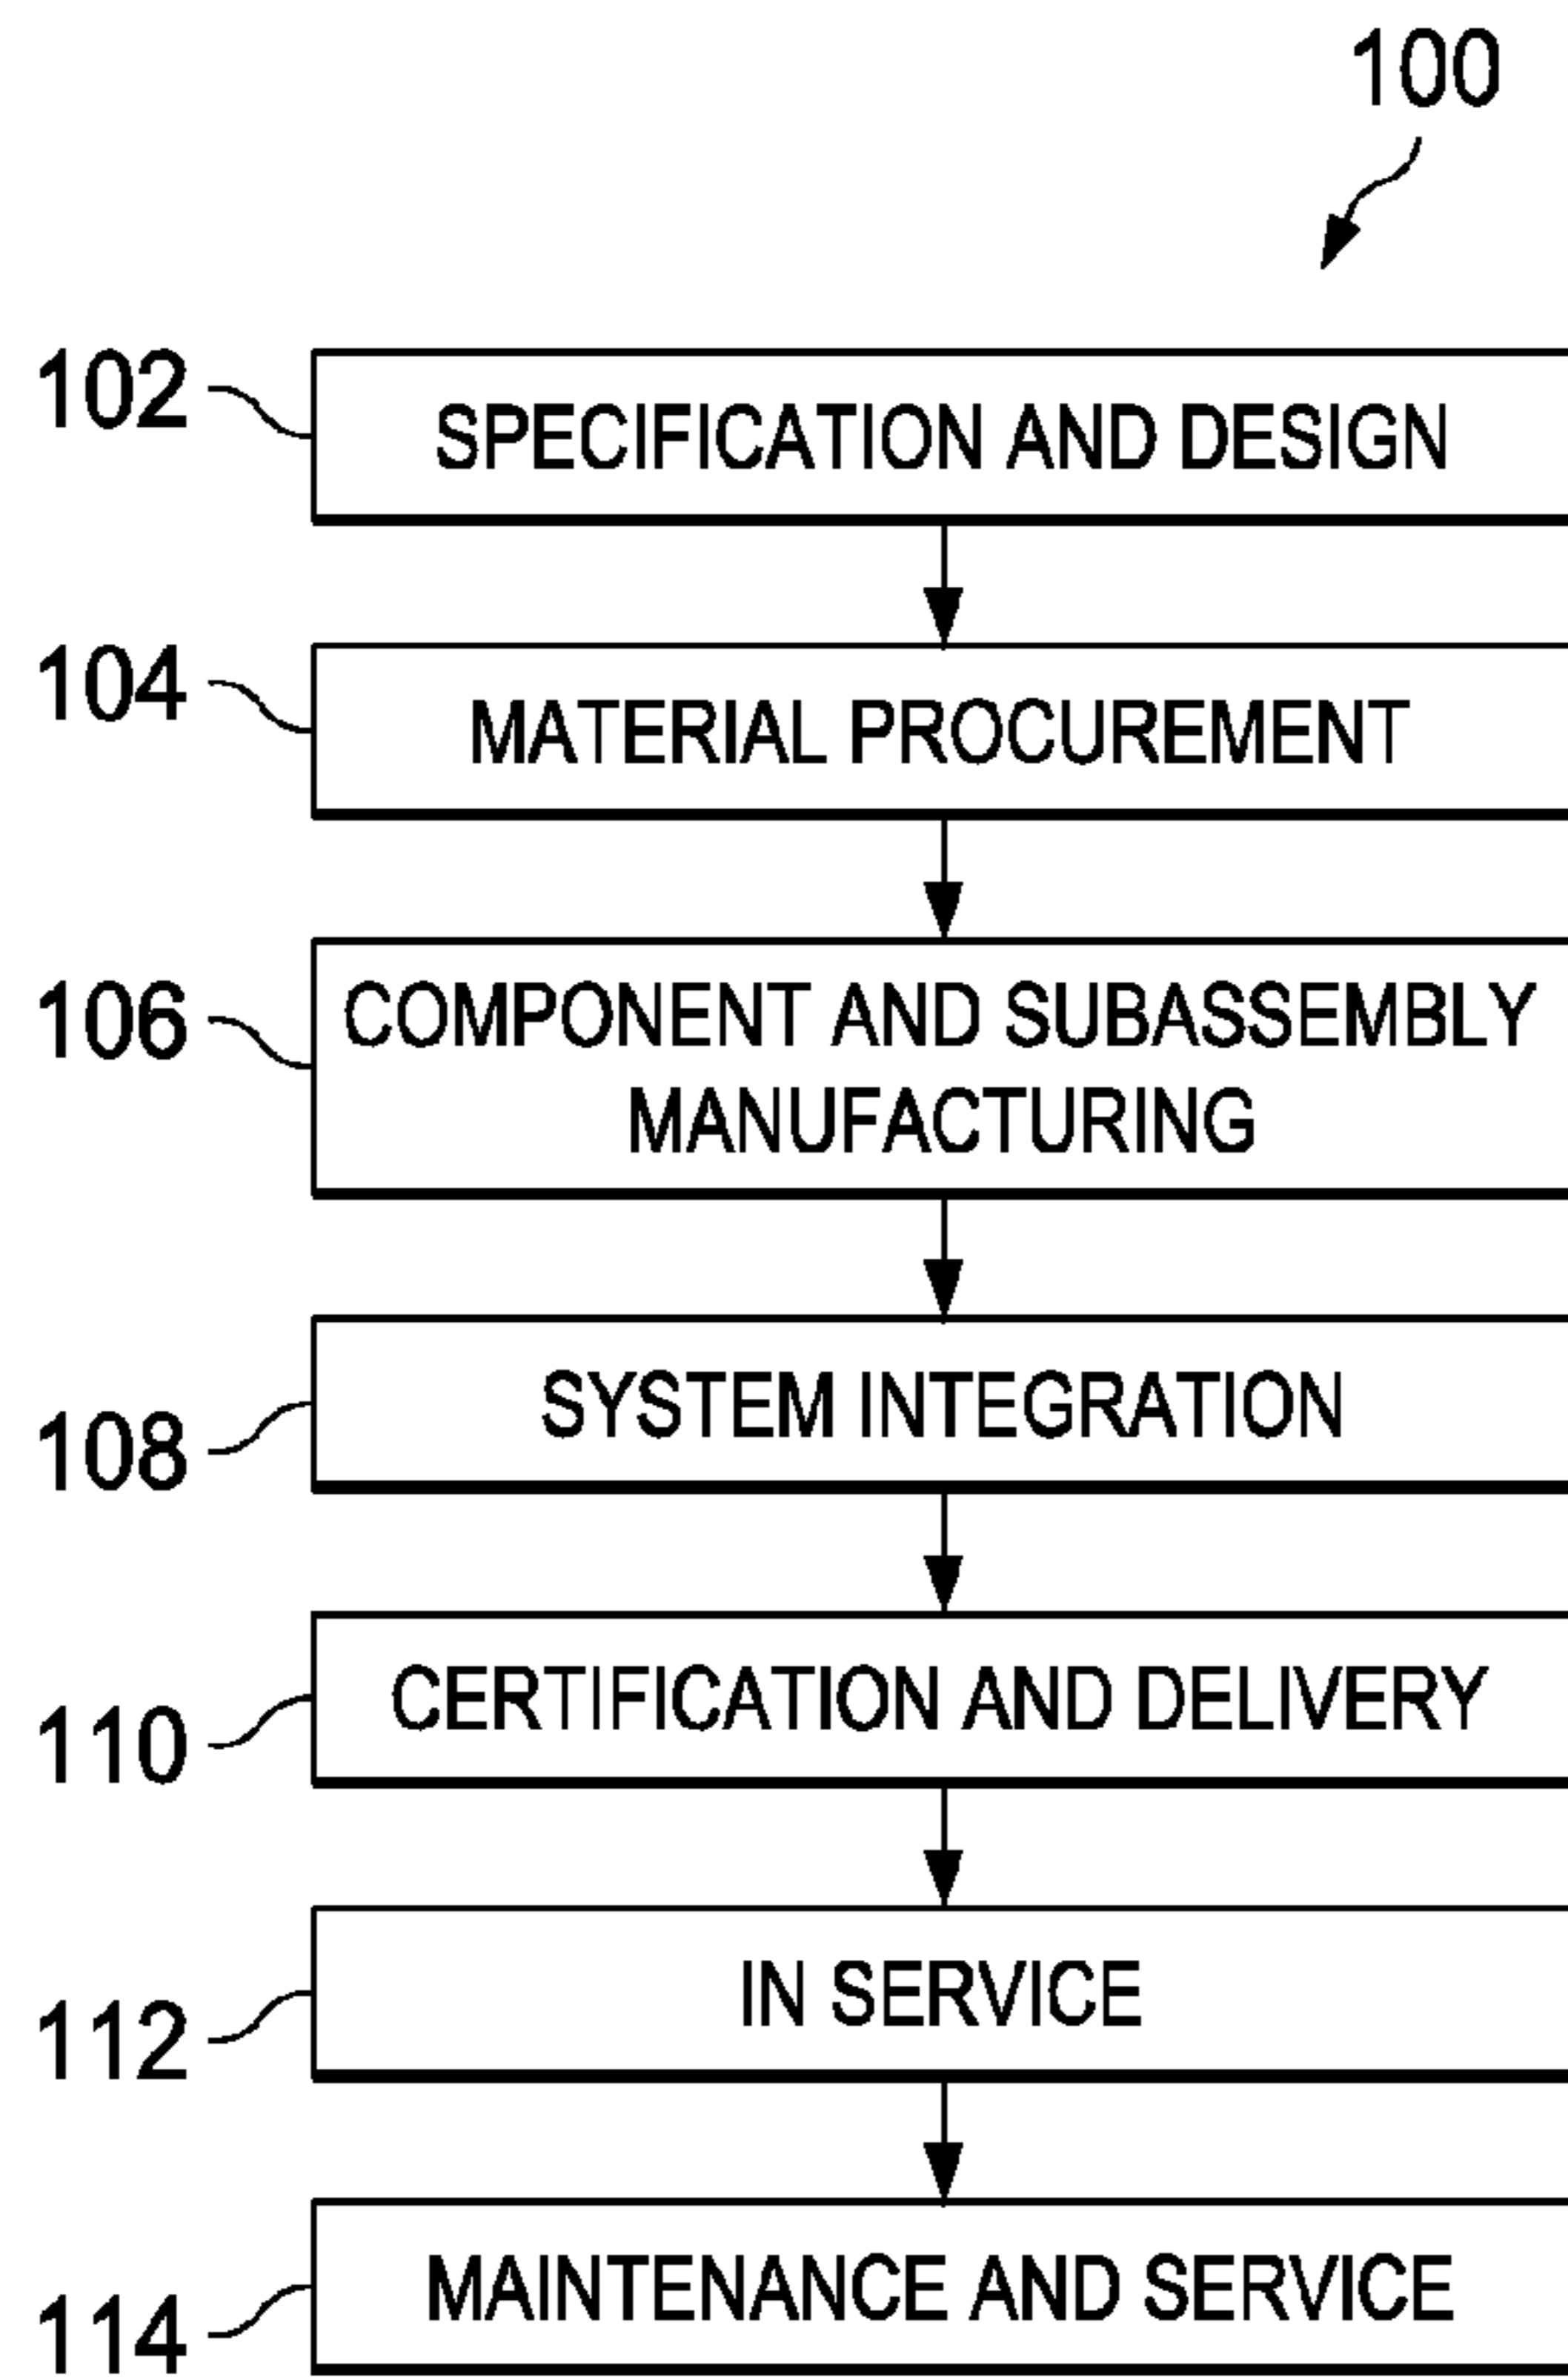 100
102
SPECIFICATION AND DESIGN
104
MATERIAL PROCUREMENT
106
COMPONENT AND SUBASSEMBLY
MANUFACTURING
108
SYSTEM INTEGRATION
110
CERTIFICATION AND DELIVERY
112
IN SERVICE
114
MAINTENANCE AND SERVICE